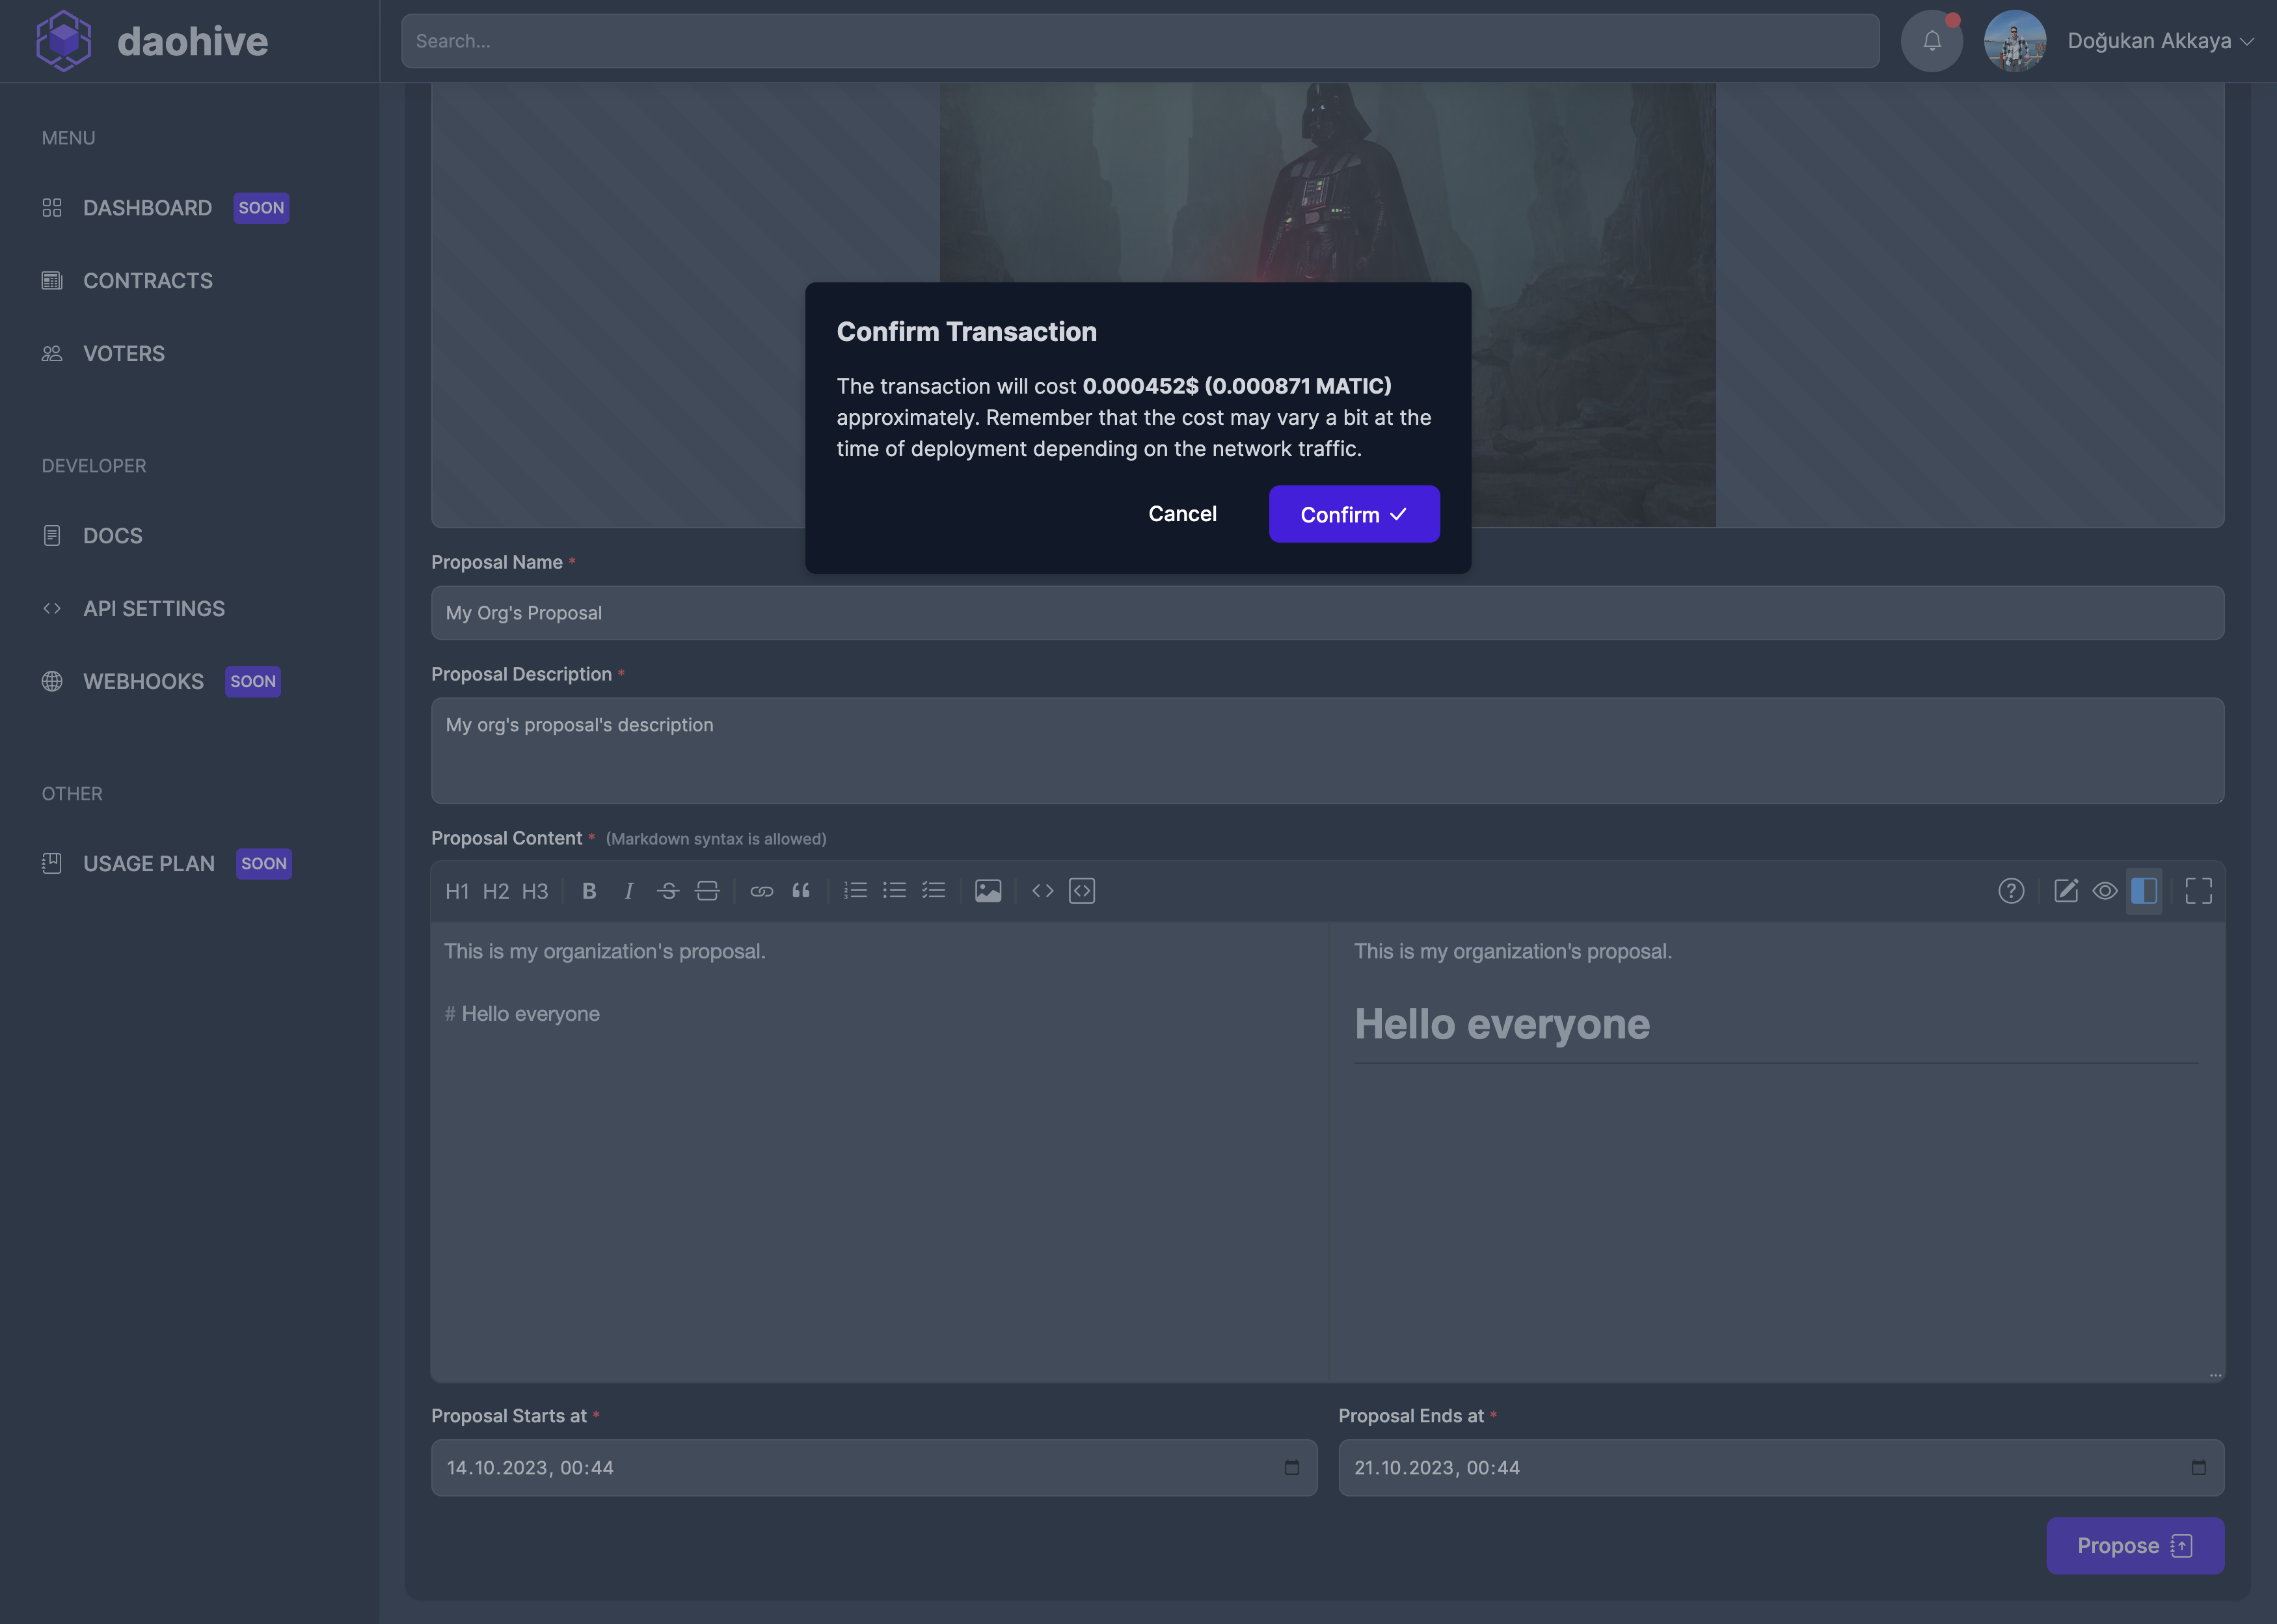 daohive
Search...
Doğukan Akkaya
MENU
DASHBOARD SOON
CONTRACTS
VOTERS
DEVELOPER
DOCS
API SETTINGS
WEBHOOKS SOON
OTHER
USAGE PLAN SOON
Confirm Transaction
The transaction will cost 0.000452$ (0.000871 MATIC)
approximately. Remember that the cost may vary a bit at the
time of deployment depending on the network traffic.
Cancel
Confirm
Proposal Name *
My Org's Proposal
Proposal Description *
My org's proposal's description
Proposal Content * (Markdown syntax is allowed)
H1 H2 H3 B I S
This is my organization's proposal.
# Hello everyone
This is my organization's proposal.
Hello everyone
Proposal Starts at *
14.10.2023, 00:44
Proposal Ends at *
21.10.2023, 00:44
Propose